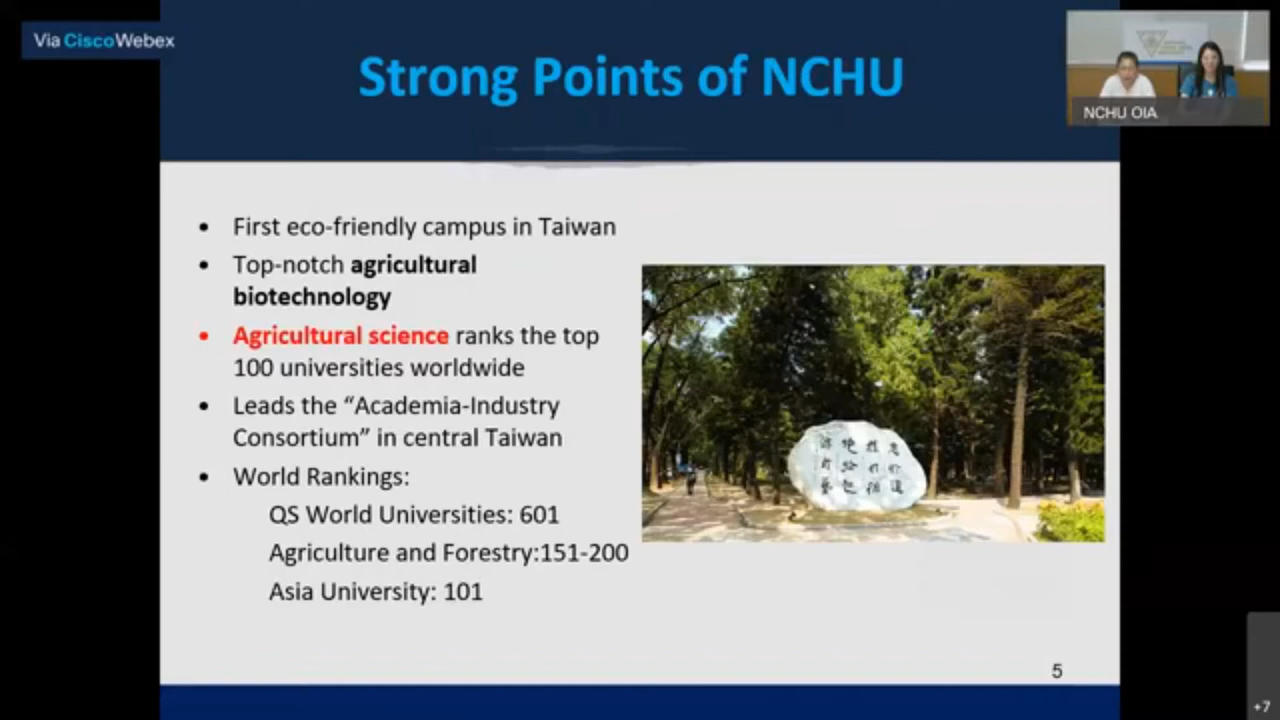 Via CiscoWebex
Strong Points of NCHU
NCHU OIA
• First eco-friendly campus in Taiwan
• Top-notch agricultural
biotechnology
• Agricultural science ranks the top
100 universities worldwide
• Leads the “Academia-Industry
Consortium” in central Taiwan
• World Rankings:
QS World Universities: 601
Agriculture and Forestry:151-200
Asia University: 101
5
+7